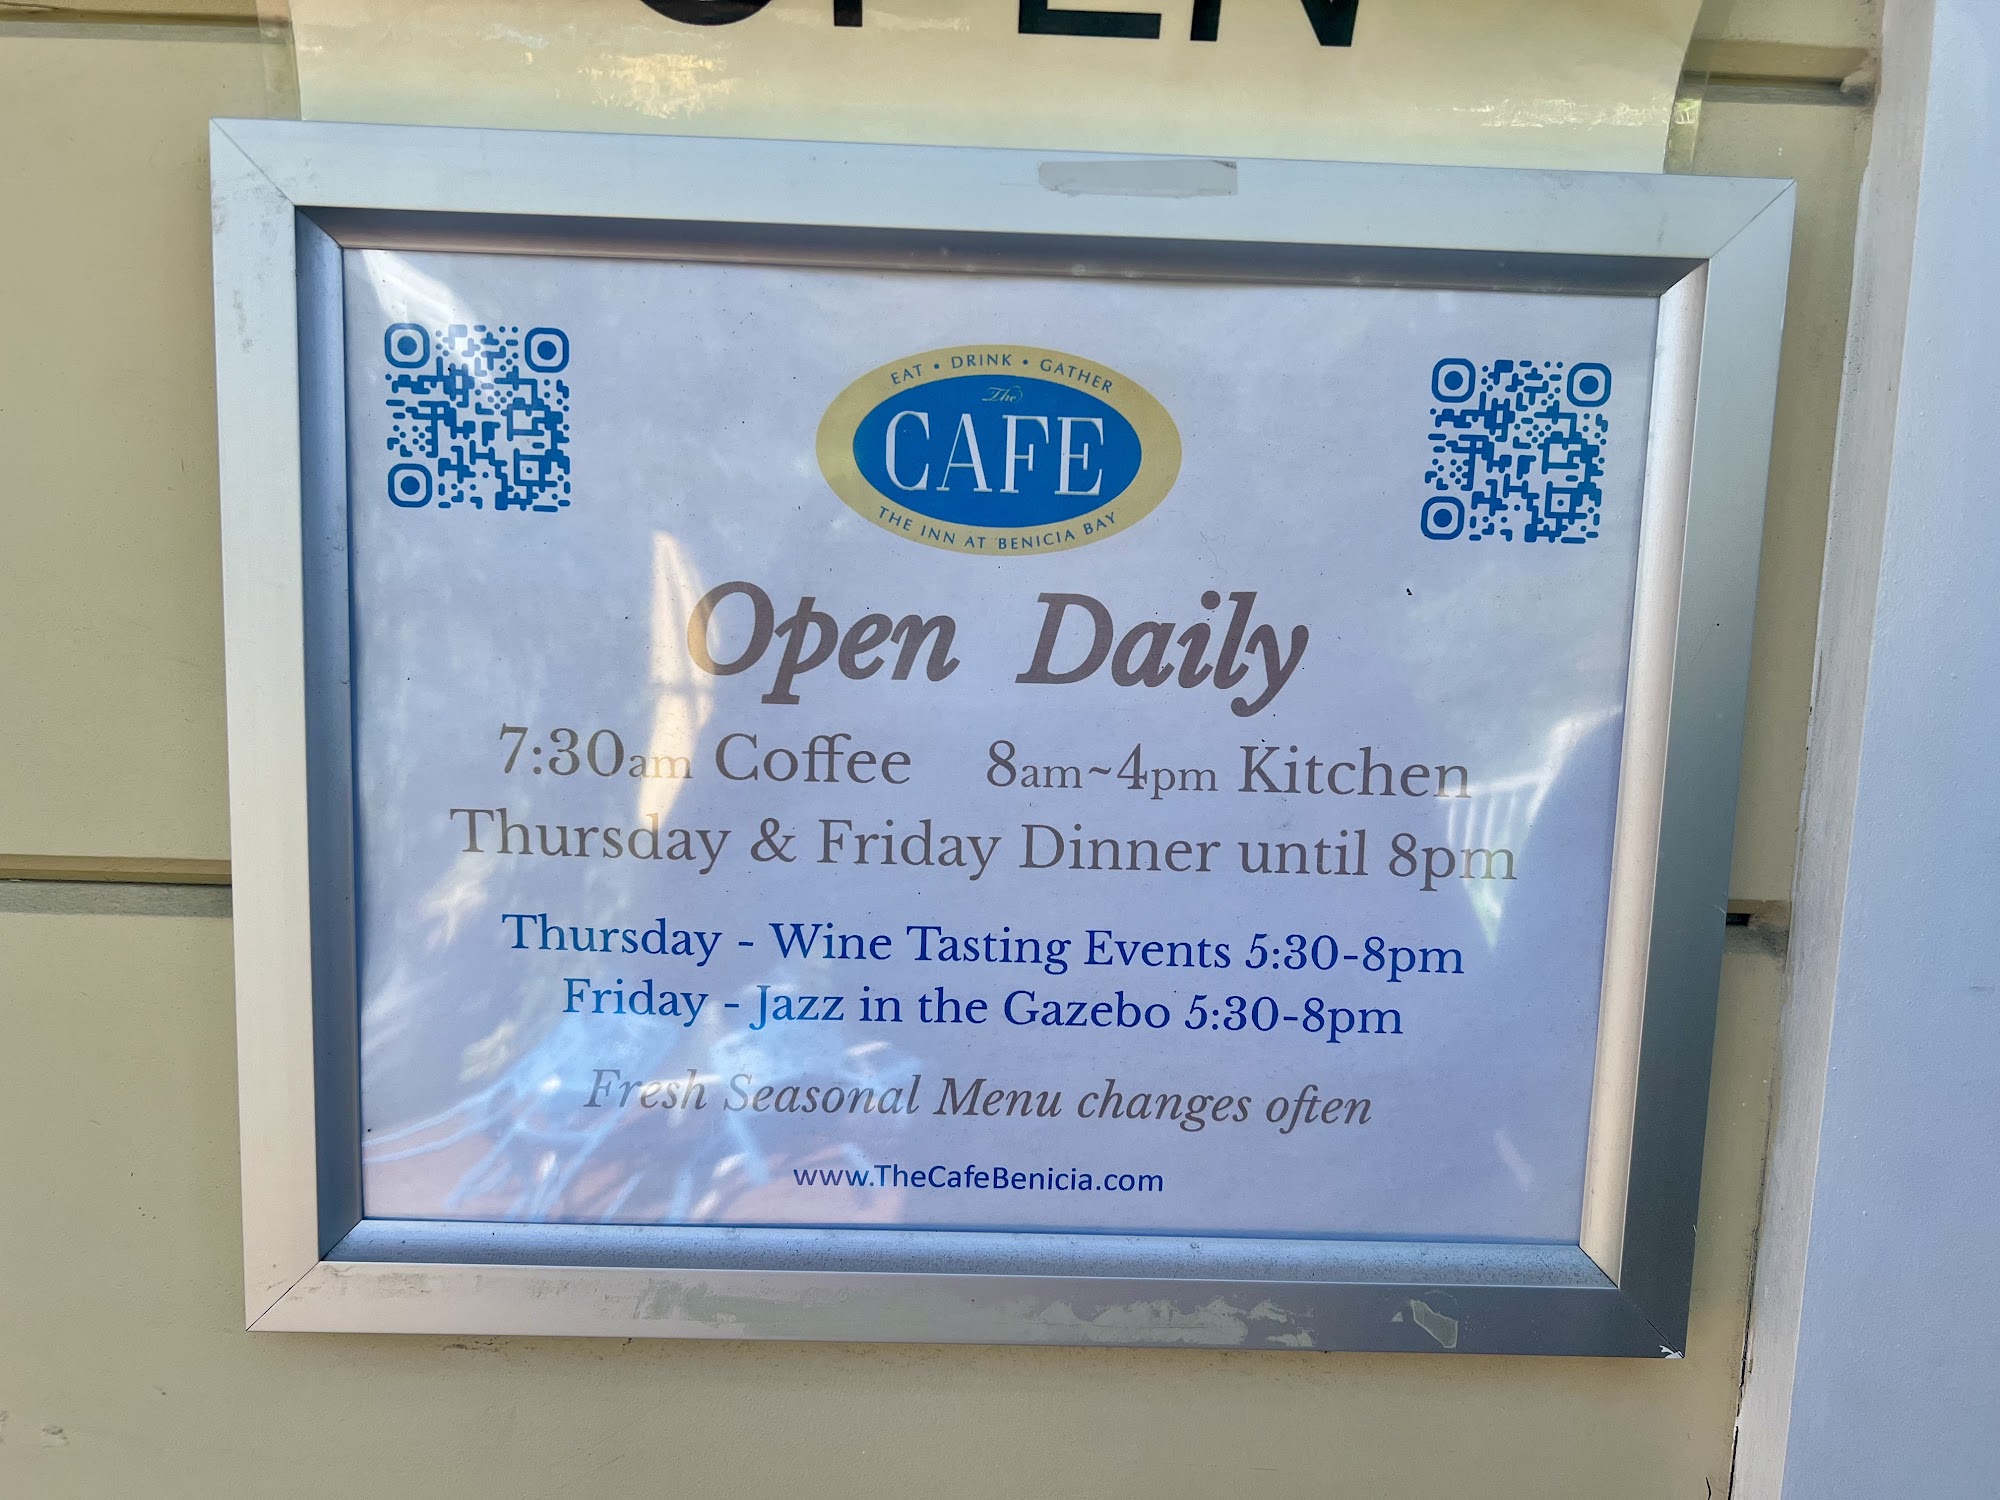 OPEN
EAT • DRINK • GATHER
The
CAFE
THE INN AT BENICIA BAY
Open Daily
7:30am Coffee 8am~4pm Kitchen
Thursday & Friday Dinner until 8pm
Thursday - Wine Tasting Events 5:30-8pm
Friday - Jazz in the Gazebo 5:30-8pm
Fresh Seasonal Menu changes often
www.TheCafeBenicia.com